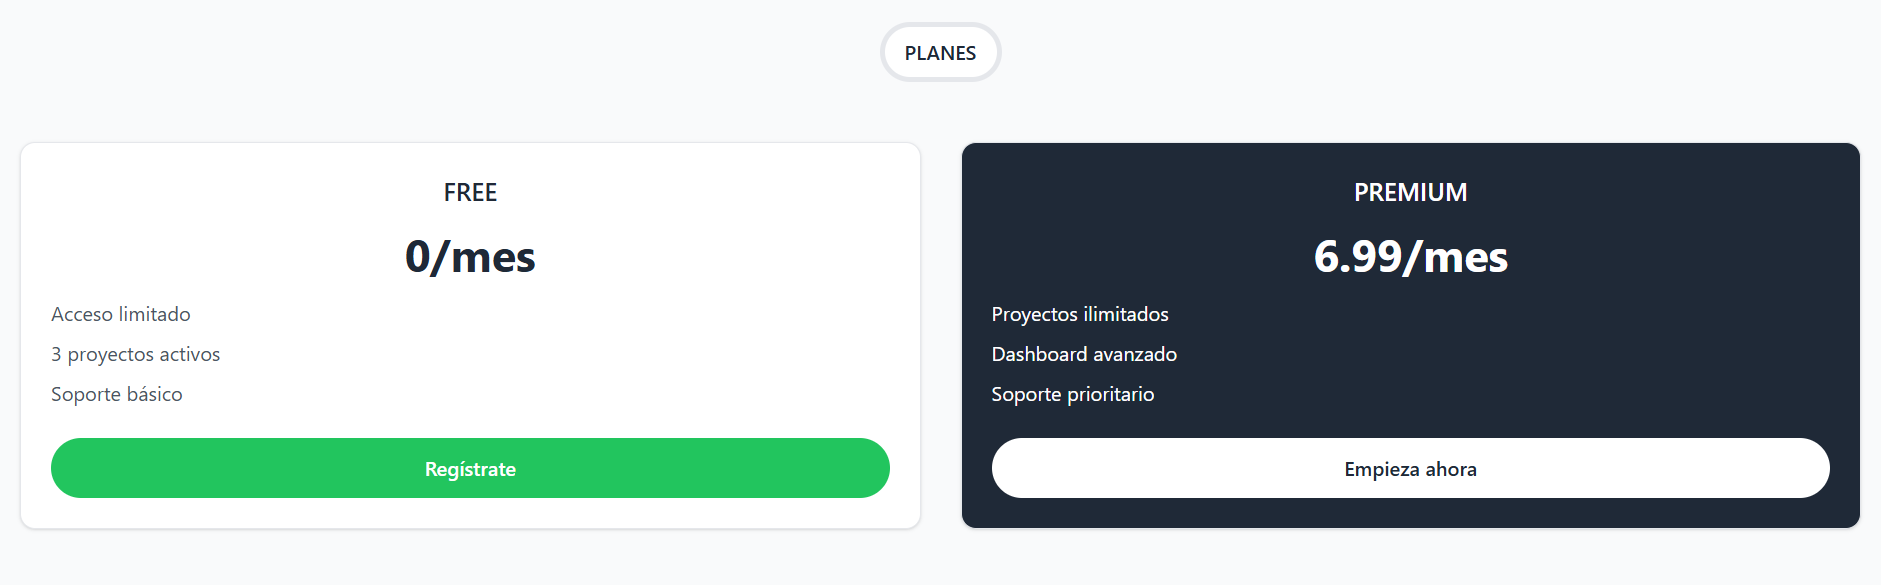 PLANES
FREE
0/mes
Acceso limitado
3 proyectos activos
Soporte básico
Regístrate
PREMIUM
6.99/mes
Proyectos ilimitados
Dashboard avanzado
Soporte prioritario
Empieza ahora